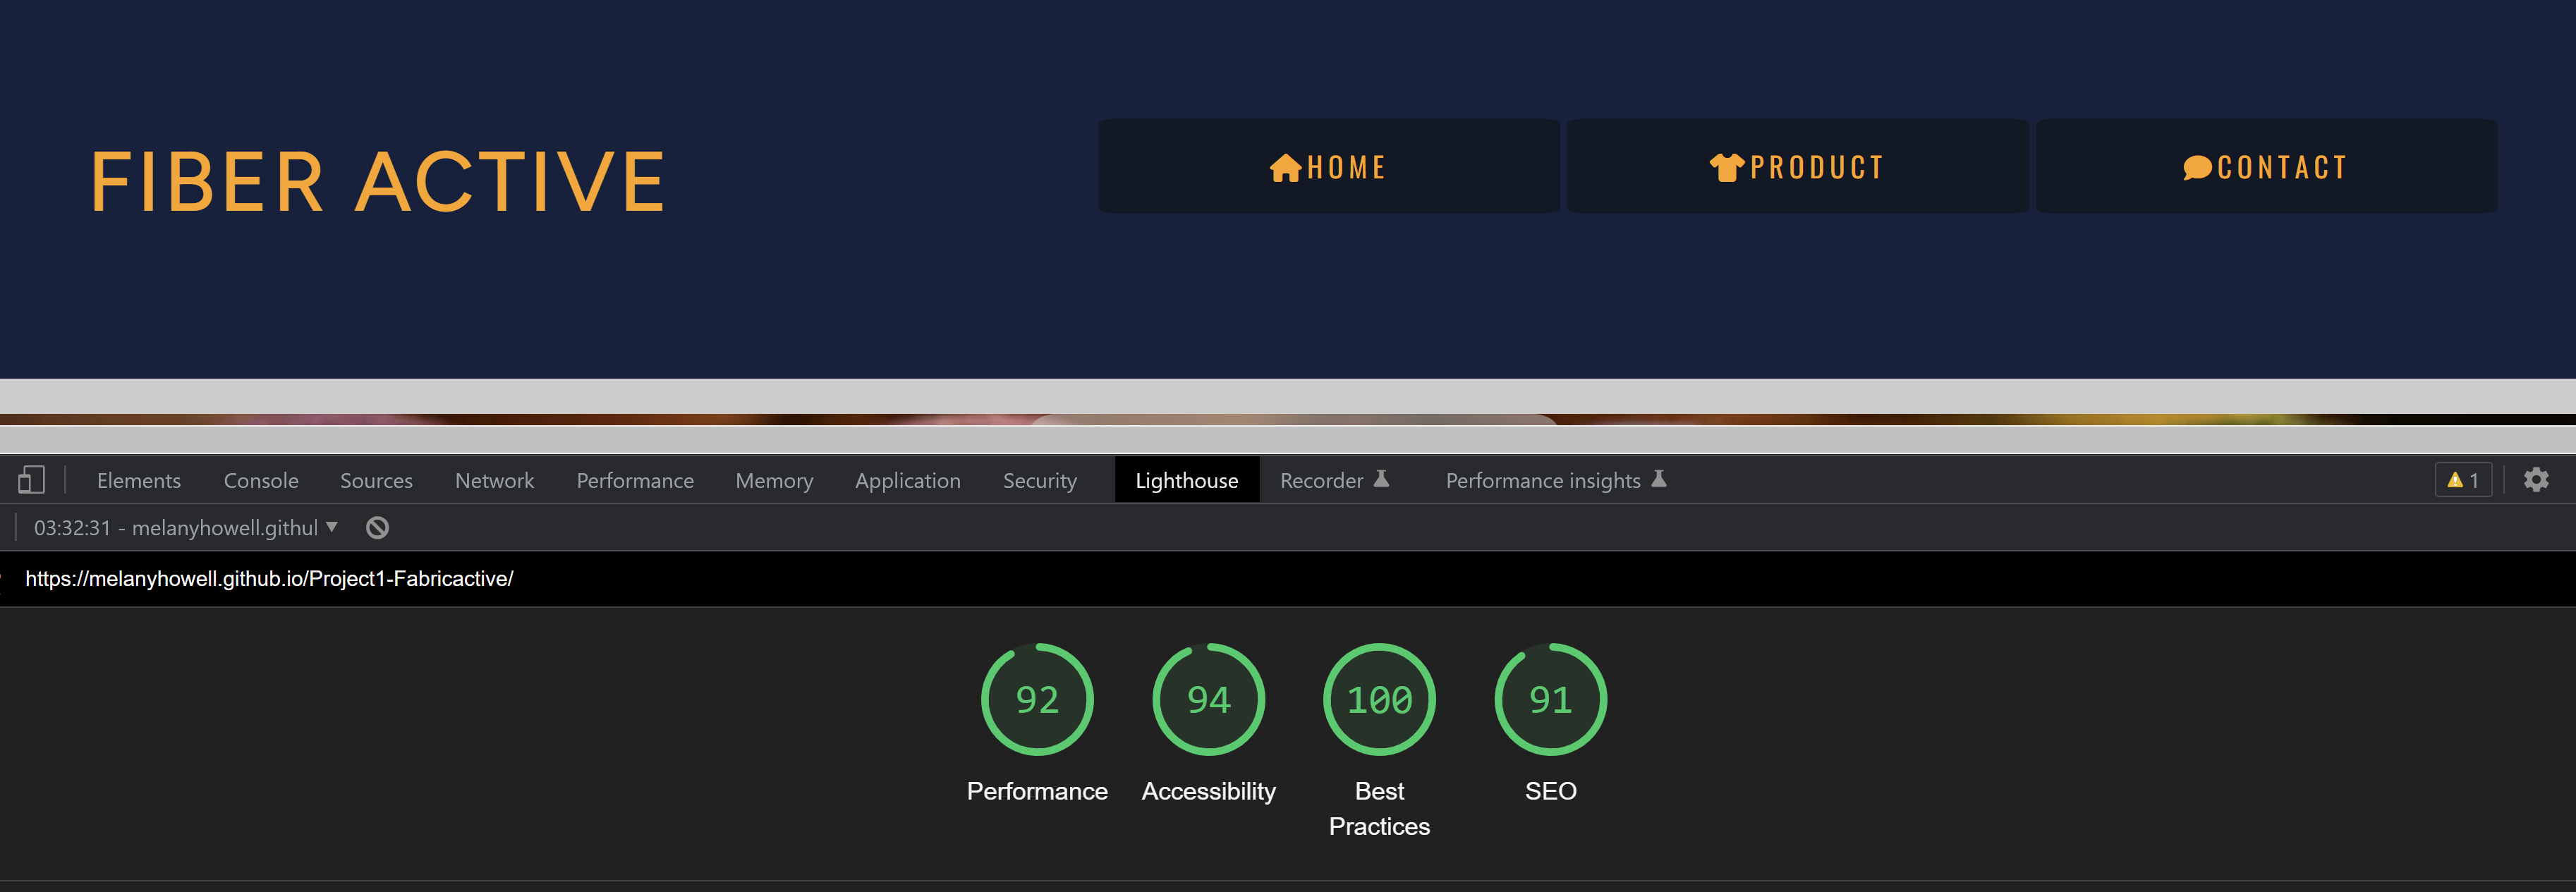 FIBER ACTIVE
HOME PRODUCT CONTACT
Elements Console Sources Network Performance Memory Application Security Lighthouse Recorder Performance insights 1
03:32:31 - melanyhowell.githul
https://melanyhowell.github.io/Project1-Fabricactive/
92 94 100 91
Performance Accessibility Best Practices SEO